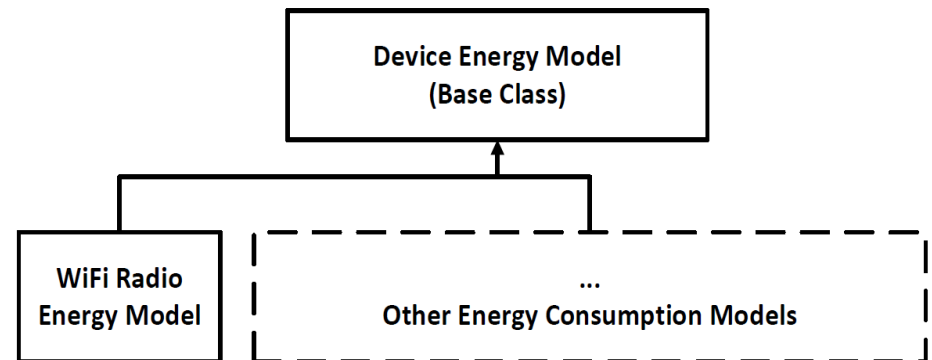 Device Energy Model
(Base Class)
WiFi Radio
Energy Model
...
Other Energy Consumption Models